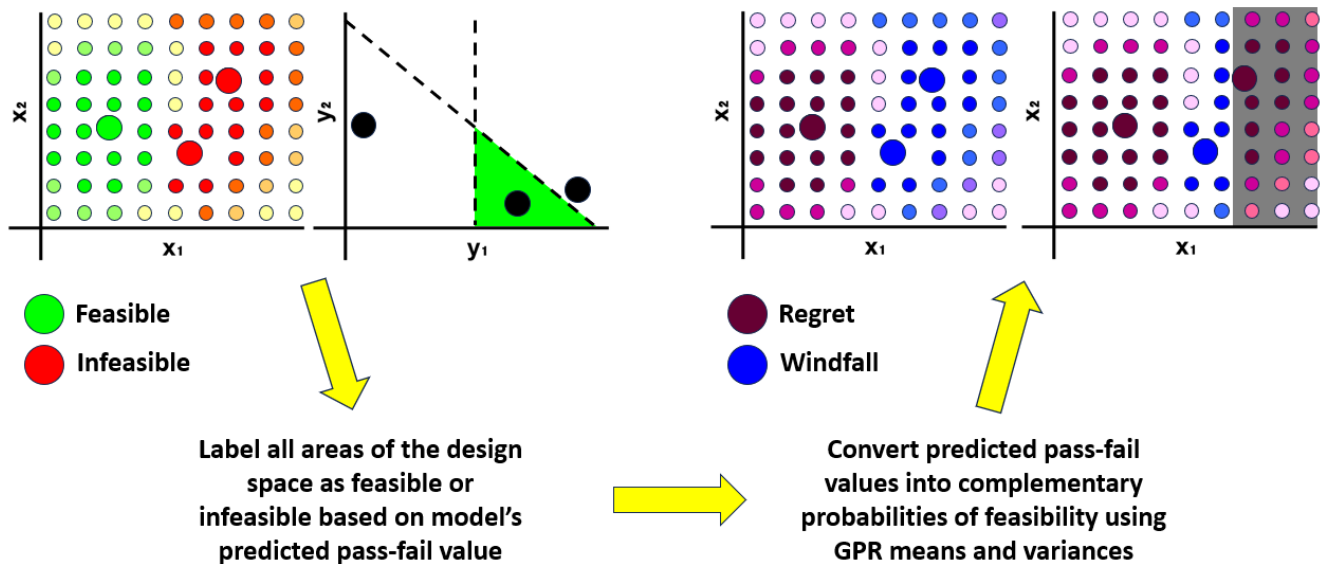 x₂
x₁
y₂
y₁
x₂
x₁
x₂
x₁
Feasible
Infeasible
Regret
Windfall
Label all areas of the design
space as feasible or
infeasible based on model's
predicted pass-fail value
Convert predicted pass-fail
values into complementary
probabilities of feasibility using
GPR means and variances